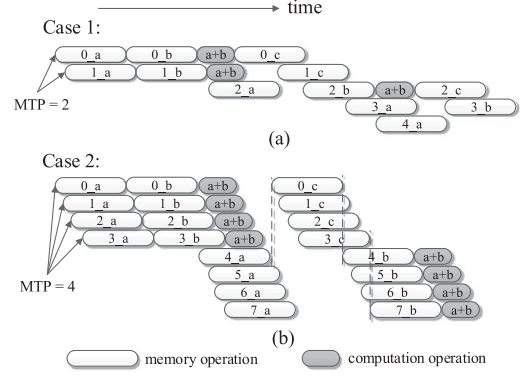 time
Case 1:
0_a 0_b a+b 0_c
1_a 1_b a+b 1_c
2_a 2_b a+b 2_c
MTP = 2
3_a 3_b
4_a
(a)
Case 2:
0_a 0_b a+b 0_c
1_a 1_b a+b 1_c
2_a 2_b a+b 2_c
3_a 3_b a+b 3_c
4_a 4_b a+b
5_a 5_b a+b
MTP = 4
6_a 6_b a+b
7_a 7_b a+b
(b)
memory operation computation operation